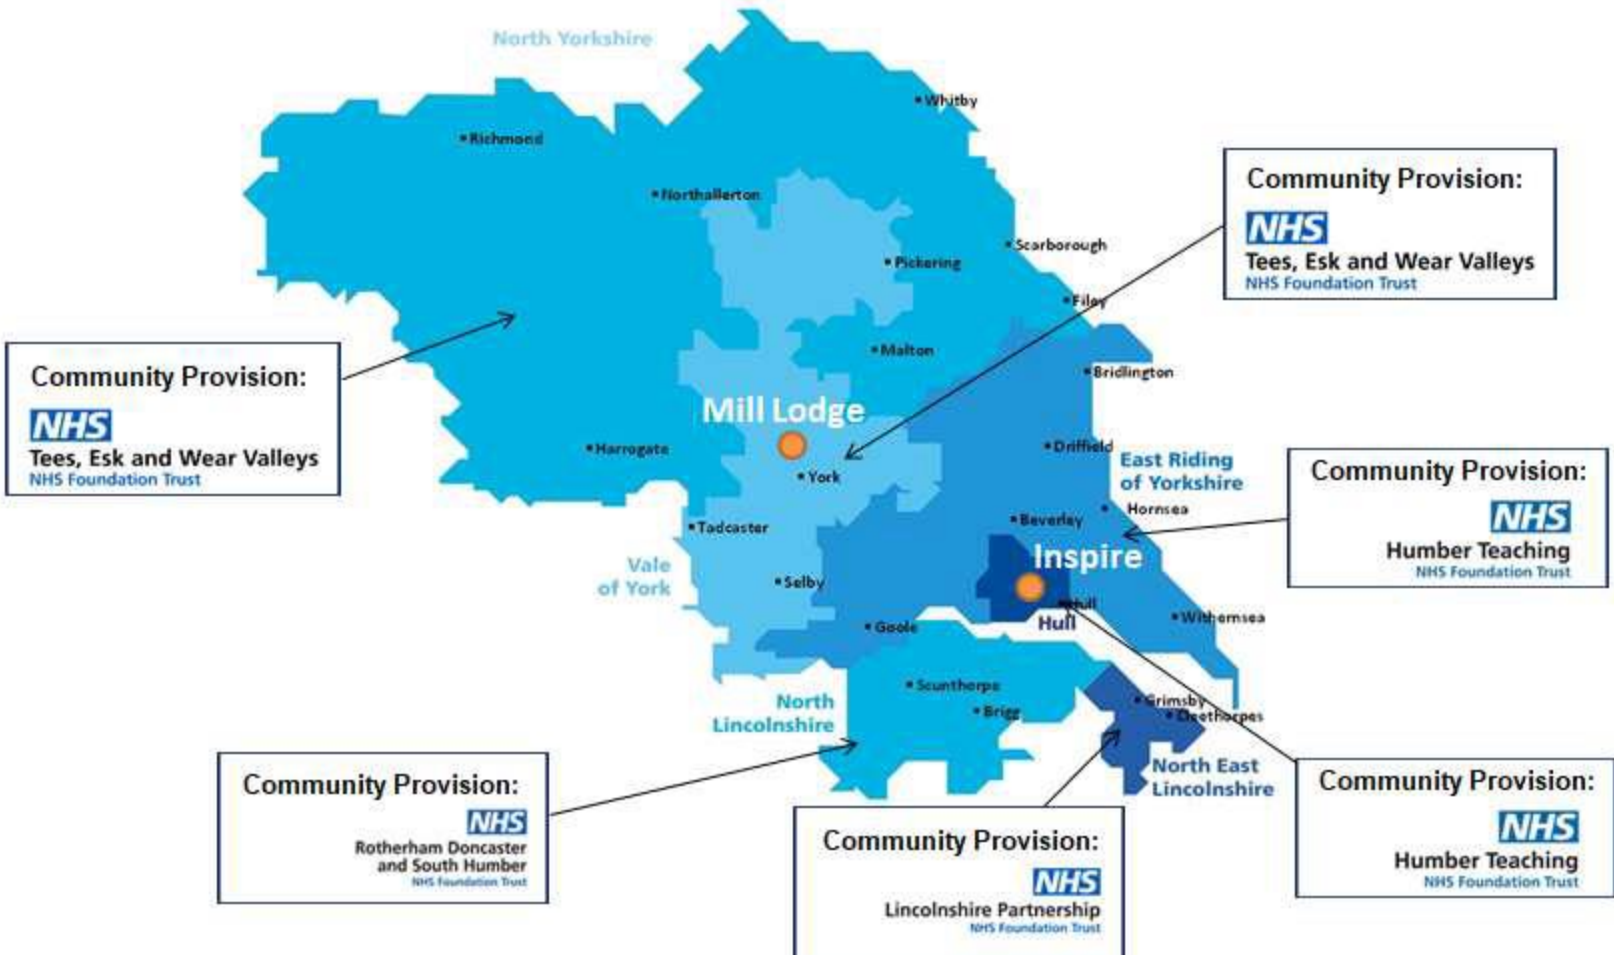 North Yorkshire
Whitby
Richmond
Northallerton
Community Provision:
NHS
Tees, Esk and Wear Valleys
NHS Foundation Trust
Scarborough
Pickering
Filey
Malton
Community Provision:
NHS
Tees, Esk and Wear Valleys
NHS Foundation Trust
Bridlington
Mill Lodge
Harrogate
Driffield
East Riding
of Yorkshire
York
Hornsea
Community Provision:
NHS
Humber Teaching
NHS Foundation Trust
Tadcaster
Beverley
Inspire
Vale
of York
Selby
Hull
Hull
Withernsea
Goole
Scunthorpe
Brigg
North
Lincolnshire
Grimsby
Cleethorpes
North East
Lincolnshire
Community Provision:
NHS
Rotherham Doncaster
and South Humber
NHS Foundation Trust
Community Provision:
NHS
Lincolnshire Partnership
NHS Foundation Trust
Community Provision:
NHS
Humber Teaching
NHS Foundation Trust